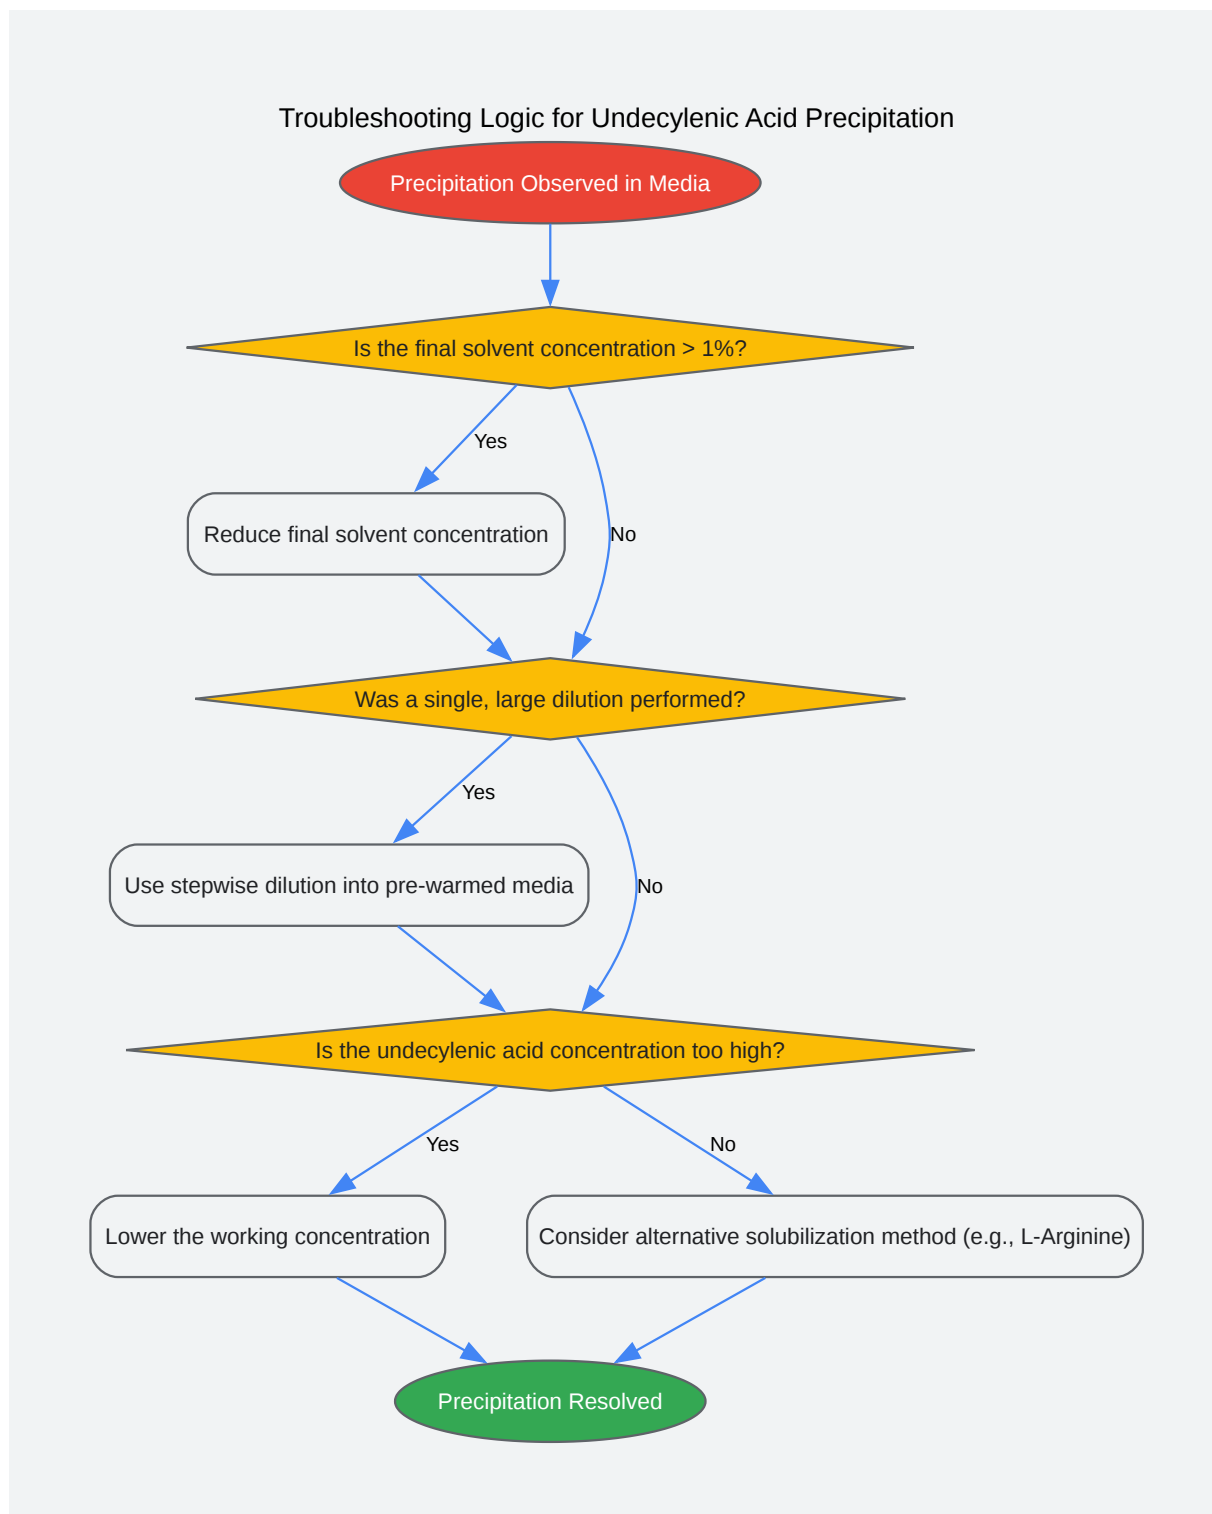 Troubleshooting Logic for Undecylenic Acid Precipitation
Precipitation Observed in Media
Is the final solvent concentration > 1%?
Yes
Reduce final solvent concentration
No
Was a single, large dilution performed?
Yes
Use stepwise dilution into pre-warmed media
No
Is the undecylenic acid concentration too high?
Yes
No
Lower the working concentration
Consider alternative solubilization method (e.g., L-Arginine)
Precipitation Resolved